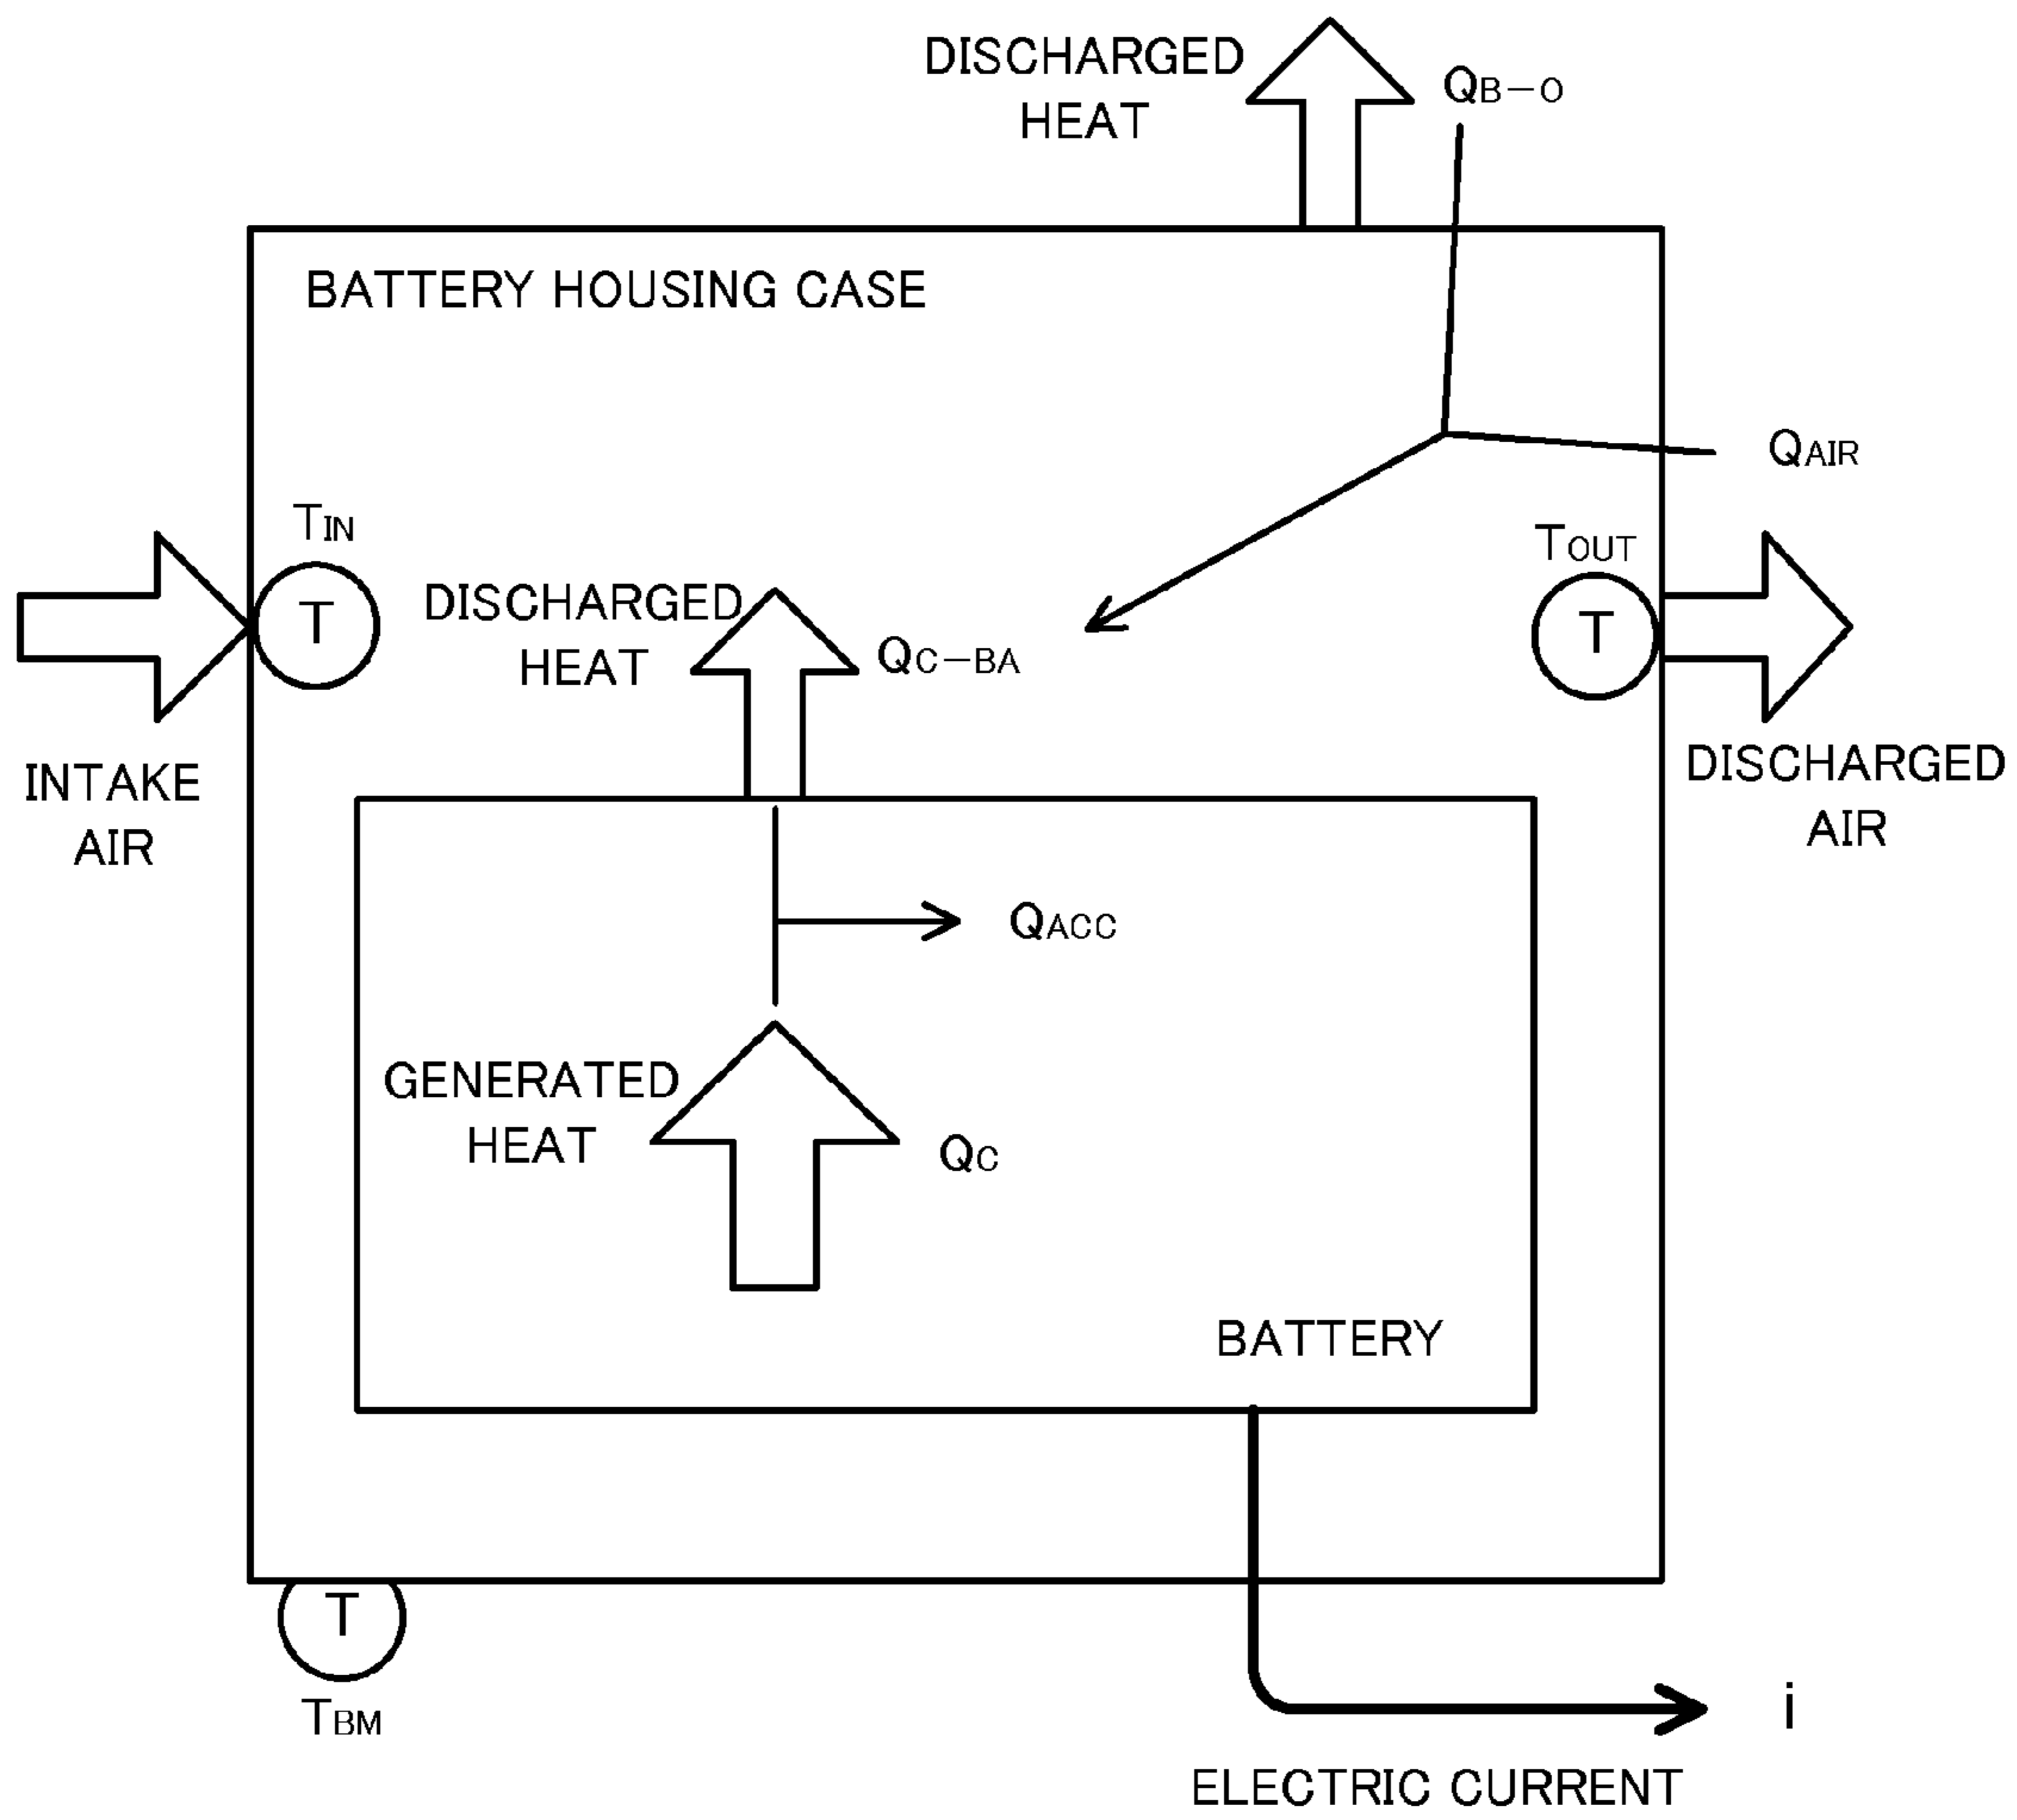 DISCHARGED
HEAT
QB-O
BATTERY HOUSING CASE
QAIR
TIN
T
TOUT
T
DISCHARGED
HEAT
QC-BA
INTAKE
AIR
DISCHARGED
AIR
QACC
GENERATED
HEAT
QC
BATTERY
T
TBM
i
ELECTRIC CURRENT